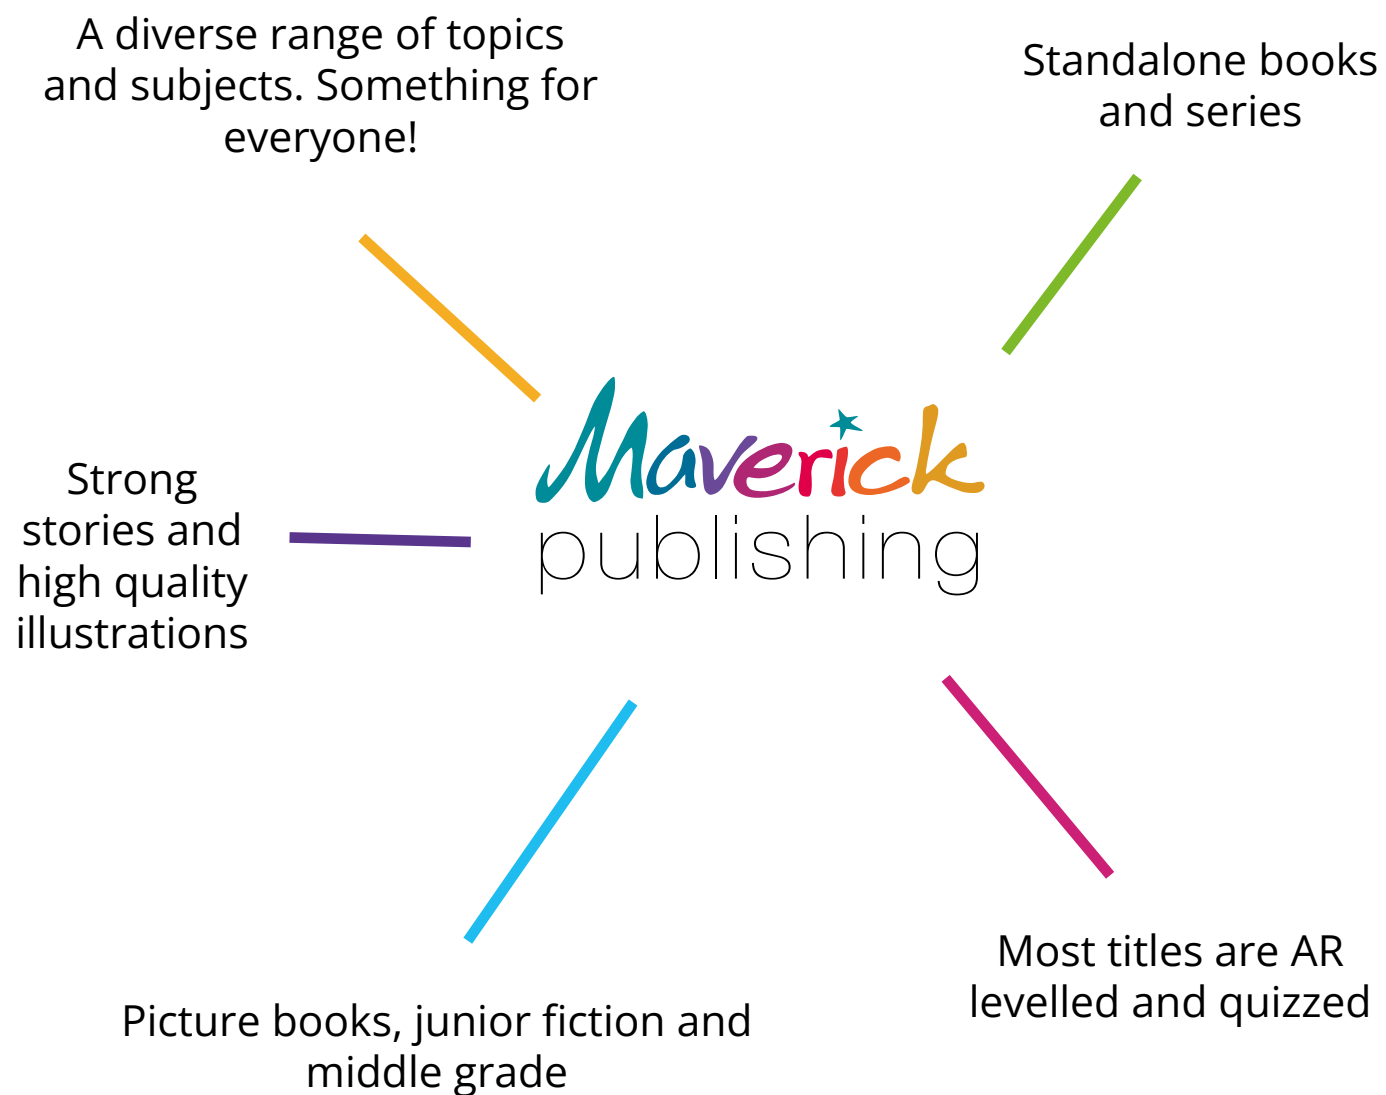 A diverse range of topics
and subjects. Something for
everyone!
Standalone books
and series
Maverick
publishing
Strong
stories and
high quality
illustrations
Most titles are AR
levelled and quizzed
Picture books, junior fiction and
middle grade